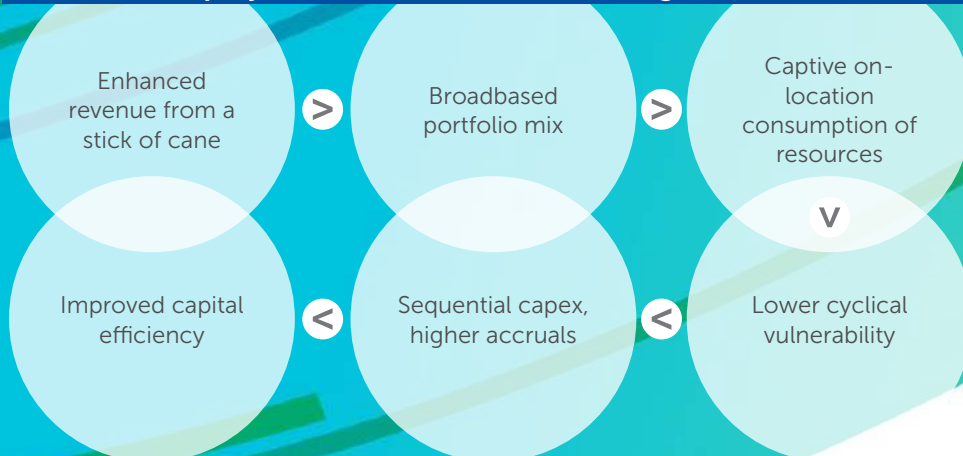 Enhanced
revenue from a
stick of cane
>
Broadbased
portfolio mix
>
Captive on-
location
consumption of
resources
>
Lower cyclical
vulnerability
<
Sequential capex,
higher accruals
<
Improved capital
efficiency